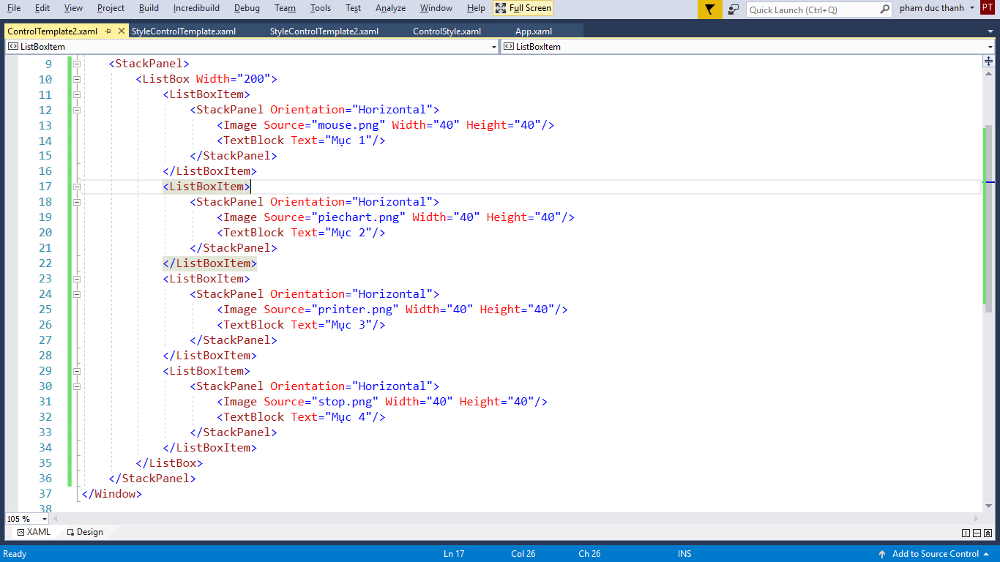 File Edit View Project Build Incredibuild Debug Team Tools Test Analyze Window Help Full Screen Quick Launch (Ctrl+Q) pham duc thanh PT
ControlTemplate2.xaml StyleControlTemplate.xaml StyleControlTemplate2.xaml ControlStyle.xaml App.xaml
ListBoxItem ListBoxItem
9 <StackPanel>
10 <ListBox Width="200">
11 <ListBoxItem>
12 <StackPanel Orientation="Horizontal">
13 <Image Source="mouse.png" Width="40" Height="40"/>
14 <TextBlock Text="Mục 1"/>
15 </StackPanel>
16 </ListBoxItem>
17 <ListBoxItem>
18 <StackPanel Orientation="Horizontal">
19 <Image Source="piechart.png" Width="40" Height="40"/>
20 <TextBlock Text="Mục 2"/>
21 </StackPanel>
22 </ListBoxItem>
23 <ListBoxItem>
24 <StackPanel Orientation="Horizontal">
25 <Image Source="printer.png" Width="40" Height="40"/>
26 <TextBlock Text="Mục 3"/>
27 </StackPanel>
28 </ListBoxItem>
29 <ListBoxItem>
30 <StackPanel Orientation="Horizontal">
31 <Image Source="stop.png" Width="40" Height="40"/>
32 <TextBlock Text="Mục 4"/>
33 </StackPanel>
34 </ListBoxItem>
35 </ListBox>
36 </StackPanel>
37 </Window>
38
105 %
XAML Design
Ready Ln 17 Col 26 Ch 26 INS Add to Source Control